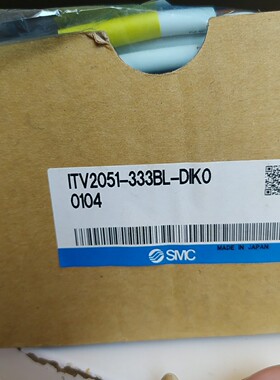 ITV2051-333BL-DIK0
0104
SMC
MADE IN JAPAN